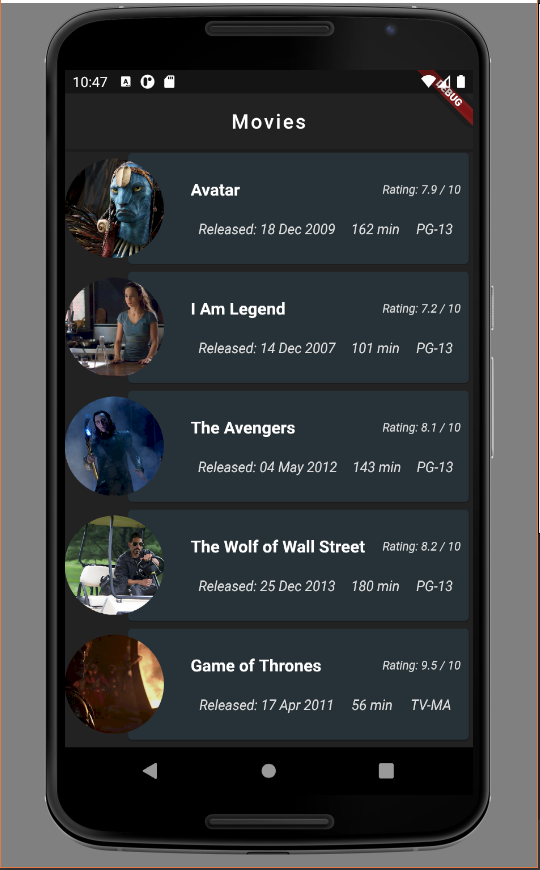 10:47
A
DEBUG
Movies
Avatar
Rating: 7.9 / 10
Released: 18 Dec 2009 162 min PG-13
I Am Legend
Rating: 7.2 / 10
Released: 14 Dec 2007 101 min PG-13
The Avengers
Rating: 8.1 / 10
Released: 04 May 2012 143 min PG-13
The Wolf of Wall Street
Rating: 8.2 / 10
Released: 25 Dec 2013 180 min PG-13
Game of Thrones
Rating: 9.5 / 10
Released: 17 Apr 2011 56 min TV-MA